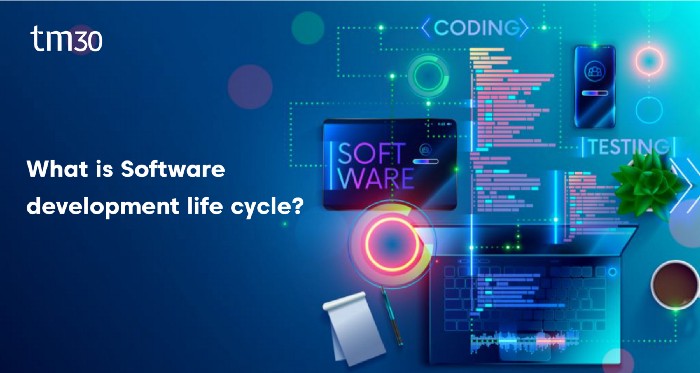 tm30
CODING
SOFT
WARE
TESTING
What is Software
development life cycle?